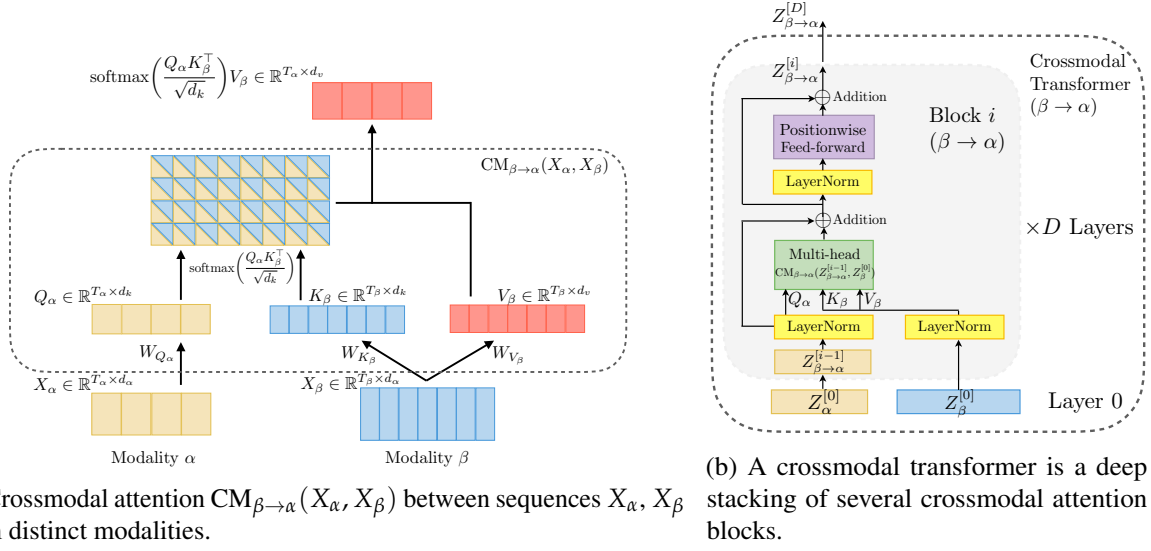 softmax(Q_α K_β^⊤ / √d_k) V_β ∈ ℝ^{T_α×d_v}
CM_{β→α}(X_α, X_β)
softmax(Q_α K_β^⊤ / √d_k)
Q_α ∈ ℝ^{T_α×d_k}
K_β ∈ ℝ^{T_β×d_k}
V_β ∈ ℝ^{T_β×d_v}
W_{Q_α}
W_{K_β}
W_{V_β}
X_α ∈ ℝ^{T_α×d_α}
X_β ∈ ℝ^{T_β×d_α}
Modality α
Modality β
Crossmodal attention CM_{β→α}(X_α, X_β) between sequences X_α, X_β
distinct modalities.
Z_{β→α}^{[D]}
Z_{β→α}^{[i]}
Crossmodal
Transformer
(β → α)
Addition
Block i
(β → α)
Positionwise
Feed-forward
LayerNorm
Addition
×D Layers
Multi-head
CM_{β→α}(Z_{β→α}^{[i−1]}, Z_β^{[0]})
Q_α K_β V_β
LayerNorm
LayerNorm
Z_{β→α}^{[i−1]}
Z_α^{[0]}
Z_β^{[0]}
Layer 0
(b) A crossmodal transformer is a deep
stacking of several crossmodal attention
blocks.